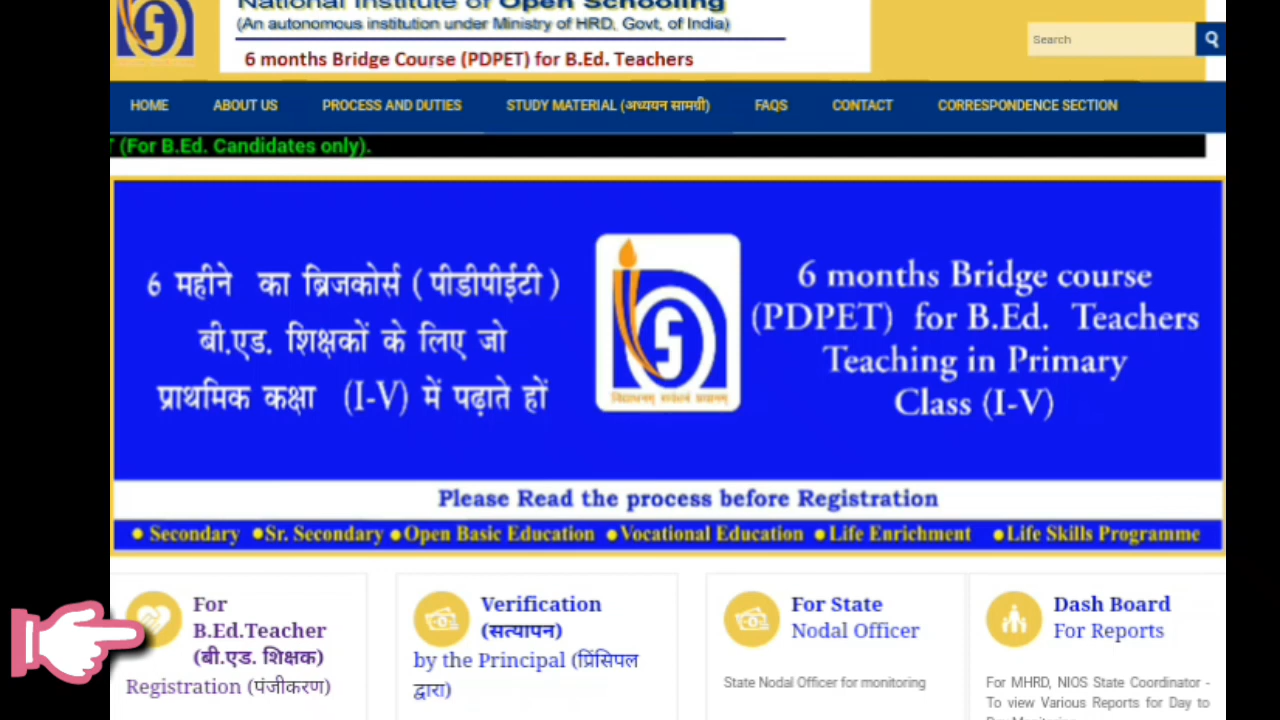 National Institute of Open Schooling
(An autonomous institution under Ministry of HRD, Govt, of India)
6 months Bridge Course (PDPET) for B.Ed. Teachers
Search
HOME ABOUT US PROCESS AND DUTIES STUDY MATERIAL (अध्ययन सामग्री) FAQS CONTACT CORRESPONDENCE SECTION
(For B.Ed. Candidates only).
6 महीने का ब्रिजकोर्स ( पीडीपीईटी )
बी.एड. शिक्षकों के लिए जो
प्राथमिक कक्षा (I-V) में पढ़ाते हों
6 months Bridge course
(PDPET) for B.Ed. Teachers
Teaching in Primary
Class (I-V)
Please Read the process before Registration
● Secondary ● Sr. Secondary ● Open Basic Education ● Vocational Education ● Life Enrichment ● Life Skills Programme
For
B.Ed.Teacher
(बी.एड. शिक्षक)
Registration (पंजीकरण)
Verification
(सत्यापन)
by the Principal (प्रिंसिपल
द्वारा)
For State
Nodal Officer
State Nodal Officer for monitoring
Dash Board
For Reports
For MHRD, NIOS State Coordinator -
To view Various Reports for Day to